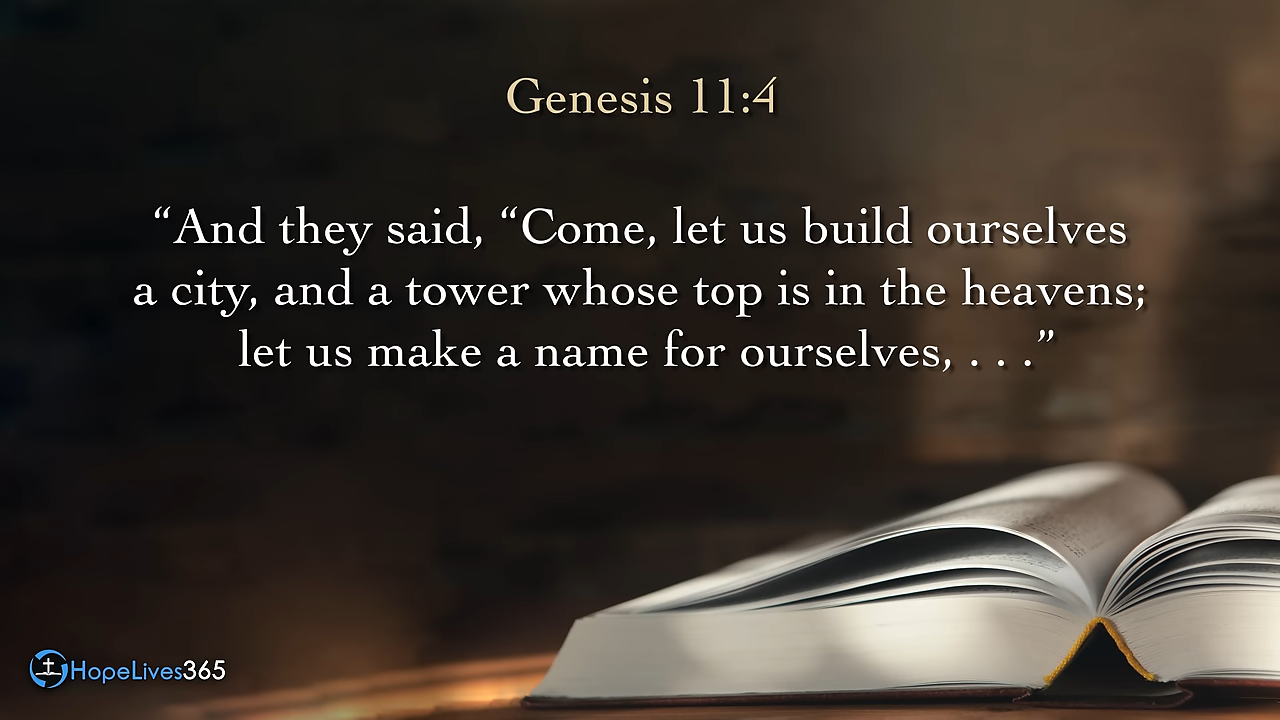 Genesis 11:4
“And they said, “Come, let us build ourselves
a city, and a tower whose top is in the heavens;
let us make a name for ourselves, . . .”
HopeLives365